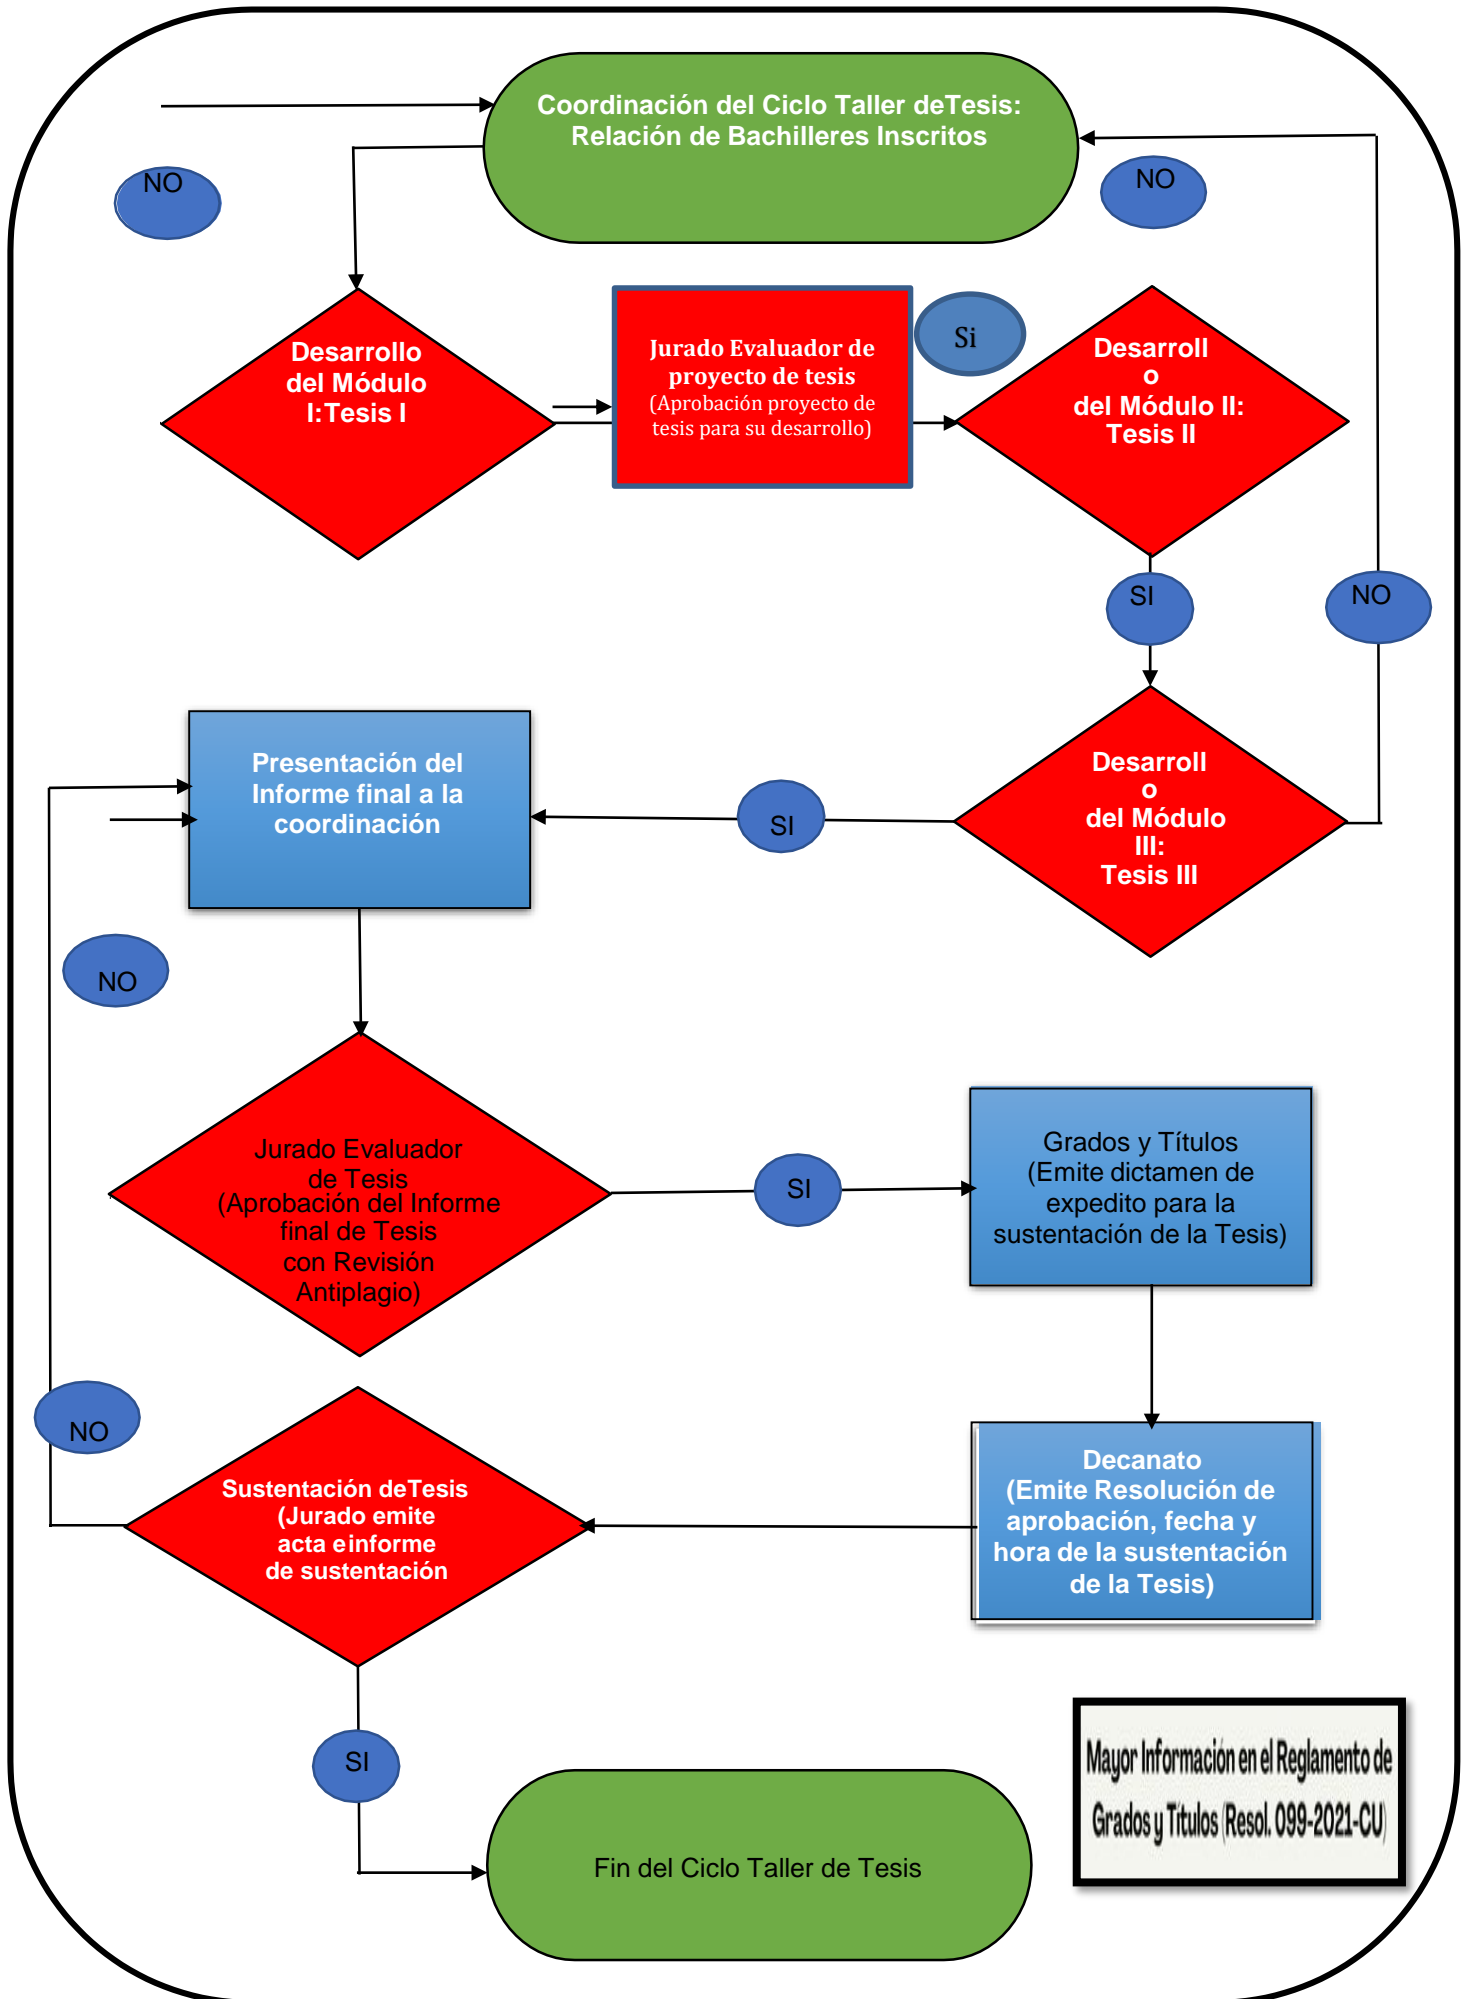 Coordinación del Ciclo Taller deTesis:
Relación de Bachilleres Inscritos
NO
NO
Desarrollo
del Módulo
I:Tesis I
Jurado Evaluador de
proyecto de tesis
(Aprobación proyecto de
tesis para su desarrollo)
Si
Desarroll
o
del Módulo II:
Tesis II
SI
NO
Presentación del
Informe final a la
coordinación
SI
Desarroll
o
del Módulo
III:
Tesis III
NO
Jurado Evaluador
de Tesis
(Aprobación del Informe
final de Tesis
con Revisión
Antiplagio)
SI
Grados y Títulos
(Emite dictamen de
expedito para la
sustentación de la Tesis)
NO
Sustentación deTesis
(Jurado emite
acta e informe
de sustentación
Decanato
(Emite Resolución de
aprobación, fecha y
hora de la sustentación
de la Tesis)
SI
Fin del Ciclo Taller de Tesis
Mayor Información en el Reglamento de
Grados y Títulos (Resol. 099-2021-CU)